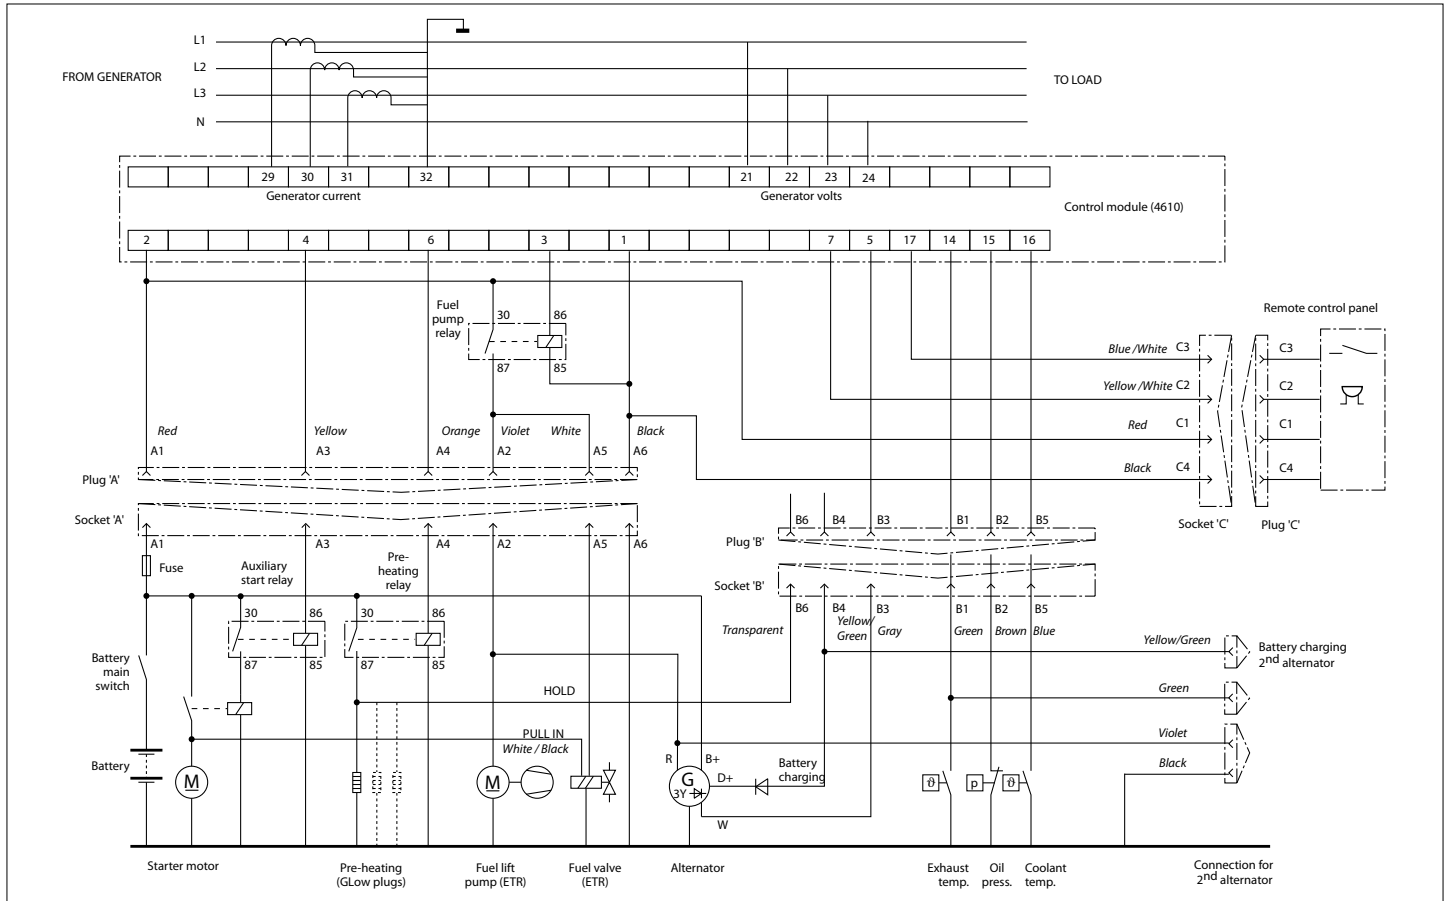 L1
L2
FROM GENERATOR
TO LOAD
L3
N
29 30 31 32 21 22 23 24
Generator current
Generator volts
Control module (4610)
2 4 6 3 1 7 5 17 14 15 16
Fuel
pump
relay
30 86
87 85
Remote control panel
Blue /White C3 C3
Yellow /White C2 C2
Red C1 C1
Black C4 C4
Socket 'C'
Plug 'C'
Red Yellow Orange Violet White Black
A1 A3 A4 A2 A5 A6
Plug 'A'
Socket 'A'
A1 A3 A4 A2 A5 A6
B6 B4 B3 B1 B2 B5
Plug 'B'
Socket 'B'
B6 B4 B3 B1 B2 B5
Transparent
Yellow/
Green
Gray
Green
Brown
Blue
Fuse
Auxiliary
start relay
Pre-
heating
relay
30 86 30 86
87 85 87 85
Battery
main
switch
HOLD
PULL IN
White / Black
Battery
M
M
R
B+
D+
G
3Y
W
Battery
charging
ϑ
p
ϑ
Yellow/Green
Battery charging
2nd alternator
Green
Violet
Black
Starter motor
Pre-heating
(GLow plugs)
Fuel lift
pump (ETR)
Fuel valve
(ETR)
Alternator
Exhaust
temp.
Oil
press.
Coolant
temp.
Connection for
2nd alternator